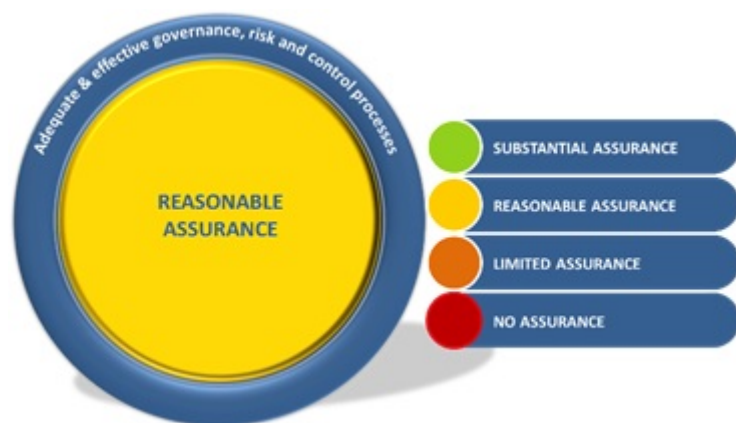 Adequate & effective governance, risk and control processes
REASONABLE
ASSURANCE
SUBSTANTIAL ASSURANCE
REASONABLE ASSURANCE
LIMITED ASSURANCE
NO ASSURANCE